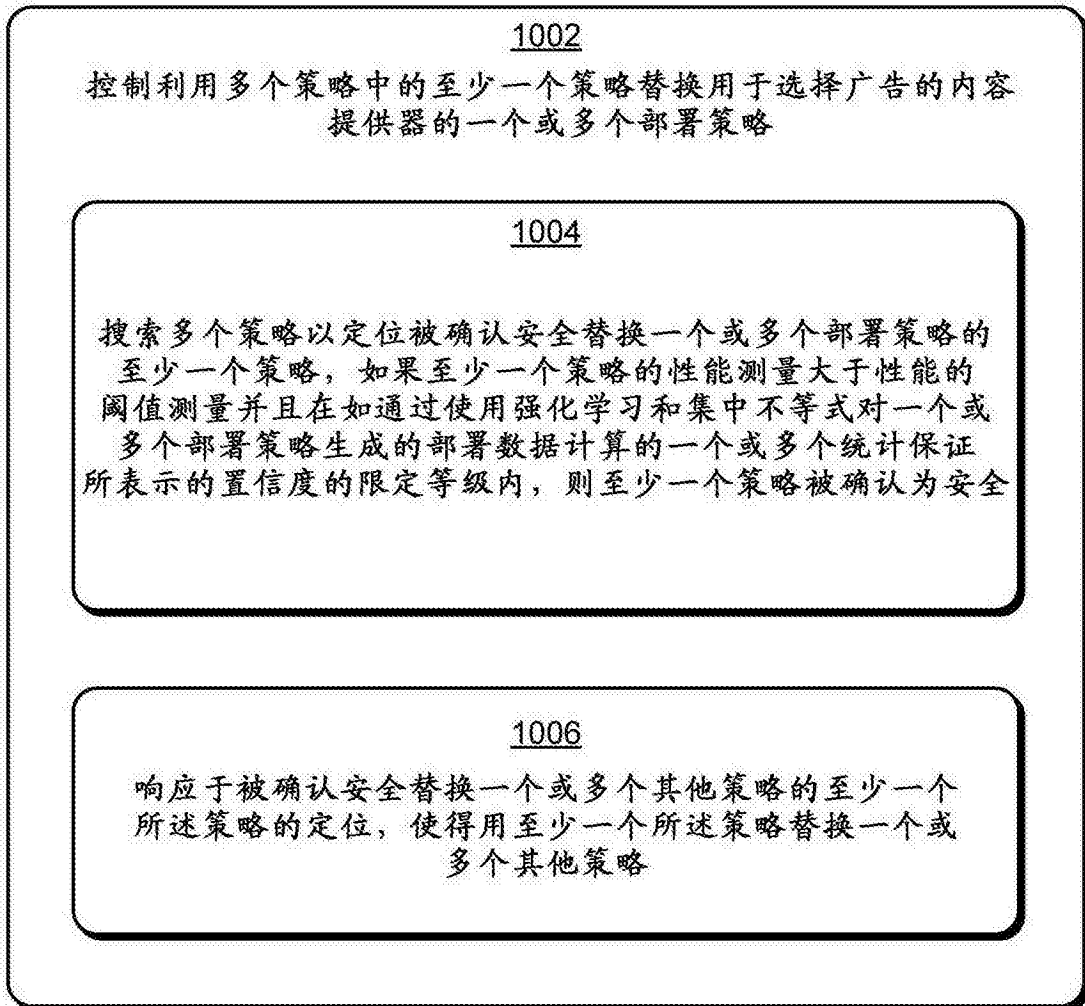 1002
控制利用多个策略中的至少一个策略替换用于选择广告的内容
提供器的一个或多个部署策略
1004
搜索多个策略以定位被确认安全替换一个或多个部署策略的
至少一个策略，如果至少一个策略的性能测量大于性能的
阈值测量并且在如通过使用强化学习和集中不等式对一个或
多个部署策略生成的部署数据计算的一个或多个统计保证
所表示的置信度的限定等级内，则至少一个策略被确认为安全
1006
响应于被确认安全替换一个或多个其他策略的至少一个
所述策略的定位，使得用至少一个所述策略替换一个或
多个其他策略